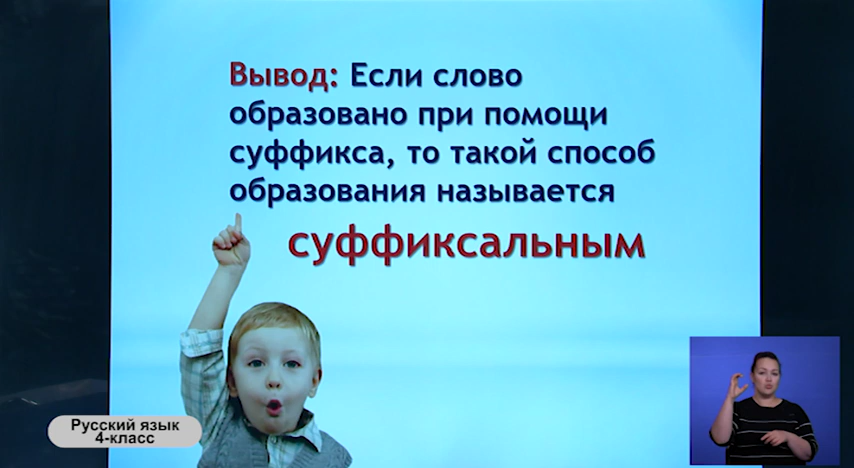 Вывод: Если слово
образовано при помощи
суффикса, то такой способ
образования называется
суффиксальным
Русский язык
4-класс